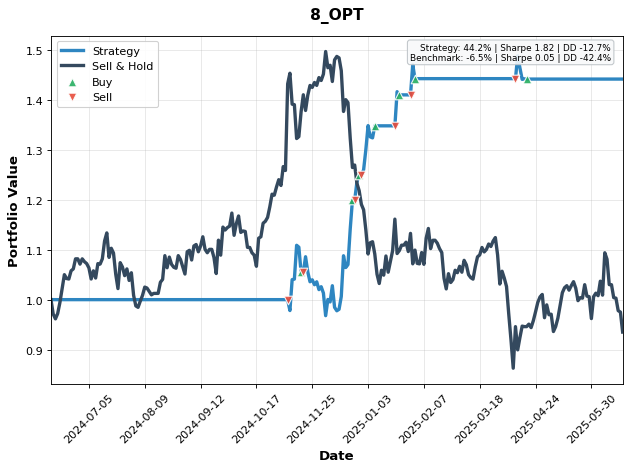 8_OPT
Strategy: 44.2% | Sharpe 1.82 | DD -12.7%
Benchmark: -6.5% | Sharpe 0.05 | DD -42.4%
Strategy
Sell & Hold
Buy
Sell
Portfolio Value
1.5
1.4
1.3
1.2
1.1
1.0
0.9
2024-07-05
2024-08-09
2024-09-12
2024-10-17
2024-11-25
2025-01-03
2025-02-07
2025-03-18
2025-04-24
2025-05-30
Date